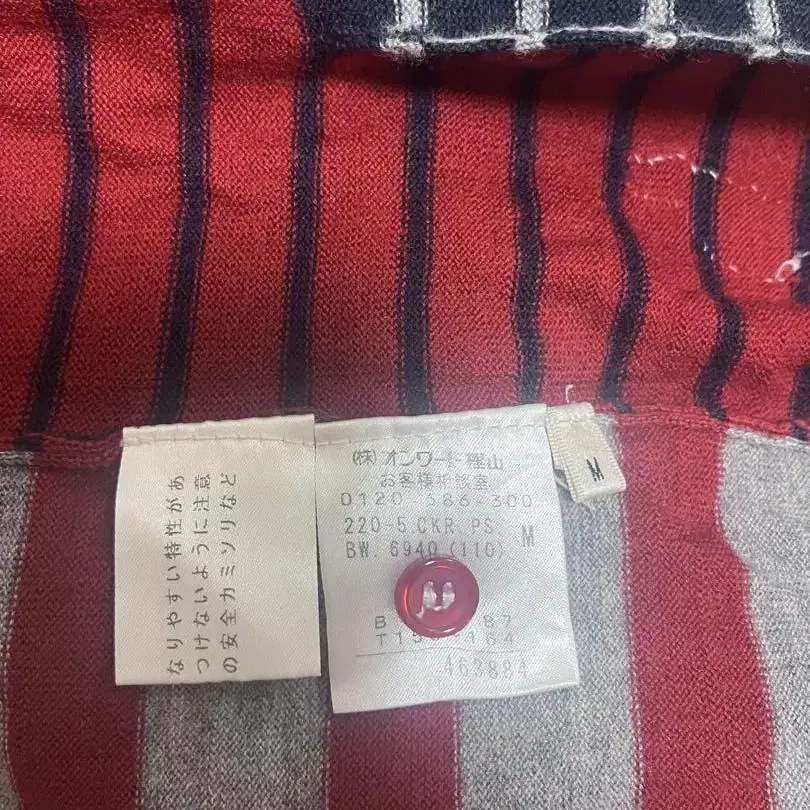 なりやすい特性があ
つけないように注意
の安全カミソリなど
(株)オンワード樫山
お客様相談室
0120 586 300
220-5 CKR PS M
BW. 6940 (110)
B 87
164
463884
M